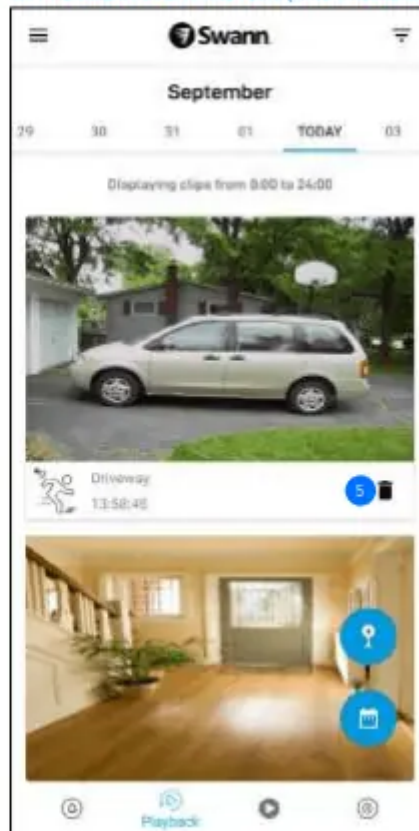 Swann
September
29 30 31 01 TODAY 03
Displaying clips from 0:00 to 24:00
Driveway
13:58:46
5
Playback